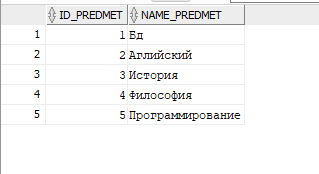 ID_PREDMET NAME_PREDMET
1 1 Бд
2 2 Аглийский
3 3 История
4 4 Философия
5 5 Программирование